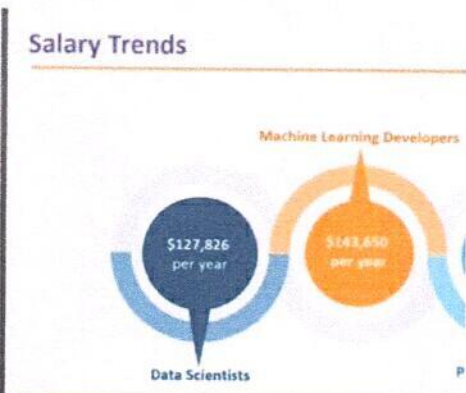 Salary Trends
Machine Learning Developers
$127,826
per year
$143,650
per year
Data Scientists
P